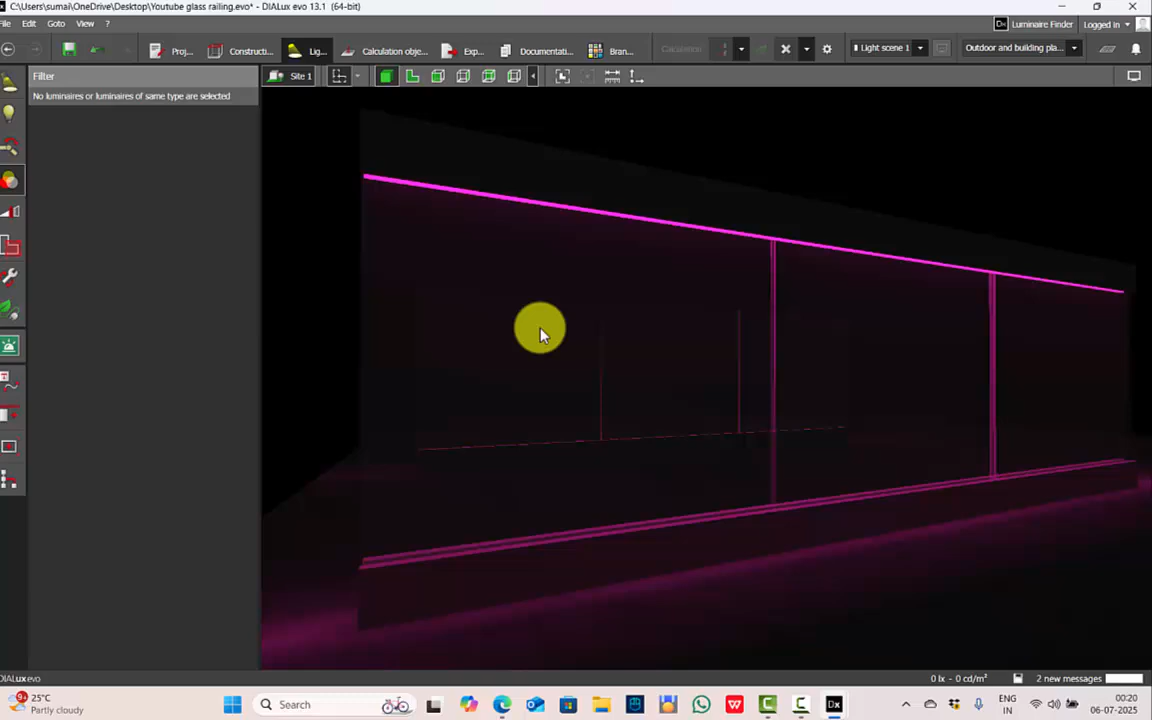 C:\Users\sumai\OneDrive\Desktop\Youtube glass railing.evo* - DIALux evo 13.1 (64-bit)
File Edit Goto View ?
Luminaire Finder Logged in
Proj... Constructi... Lig... Calculation obje... Exp... Documentati... Bran... Calculation Light scene 1 Outdoor and building pla...
Filter
Site 1
No luminaires or luminaires of same type are selected
DIALux evo
0 lx - 0 cd/m²
2 new messages
25°C
Partly cloudy
Search
ENG
IN
00:20
06-07-2025